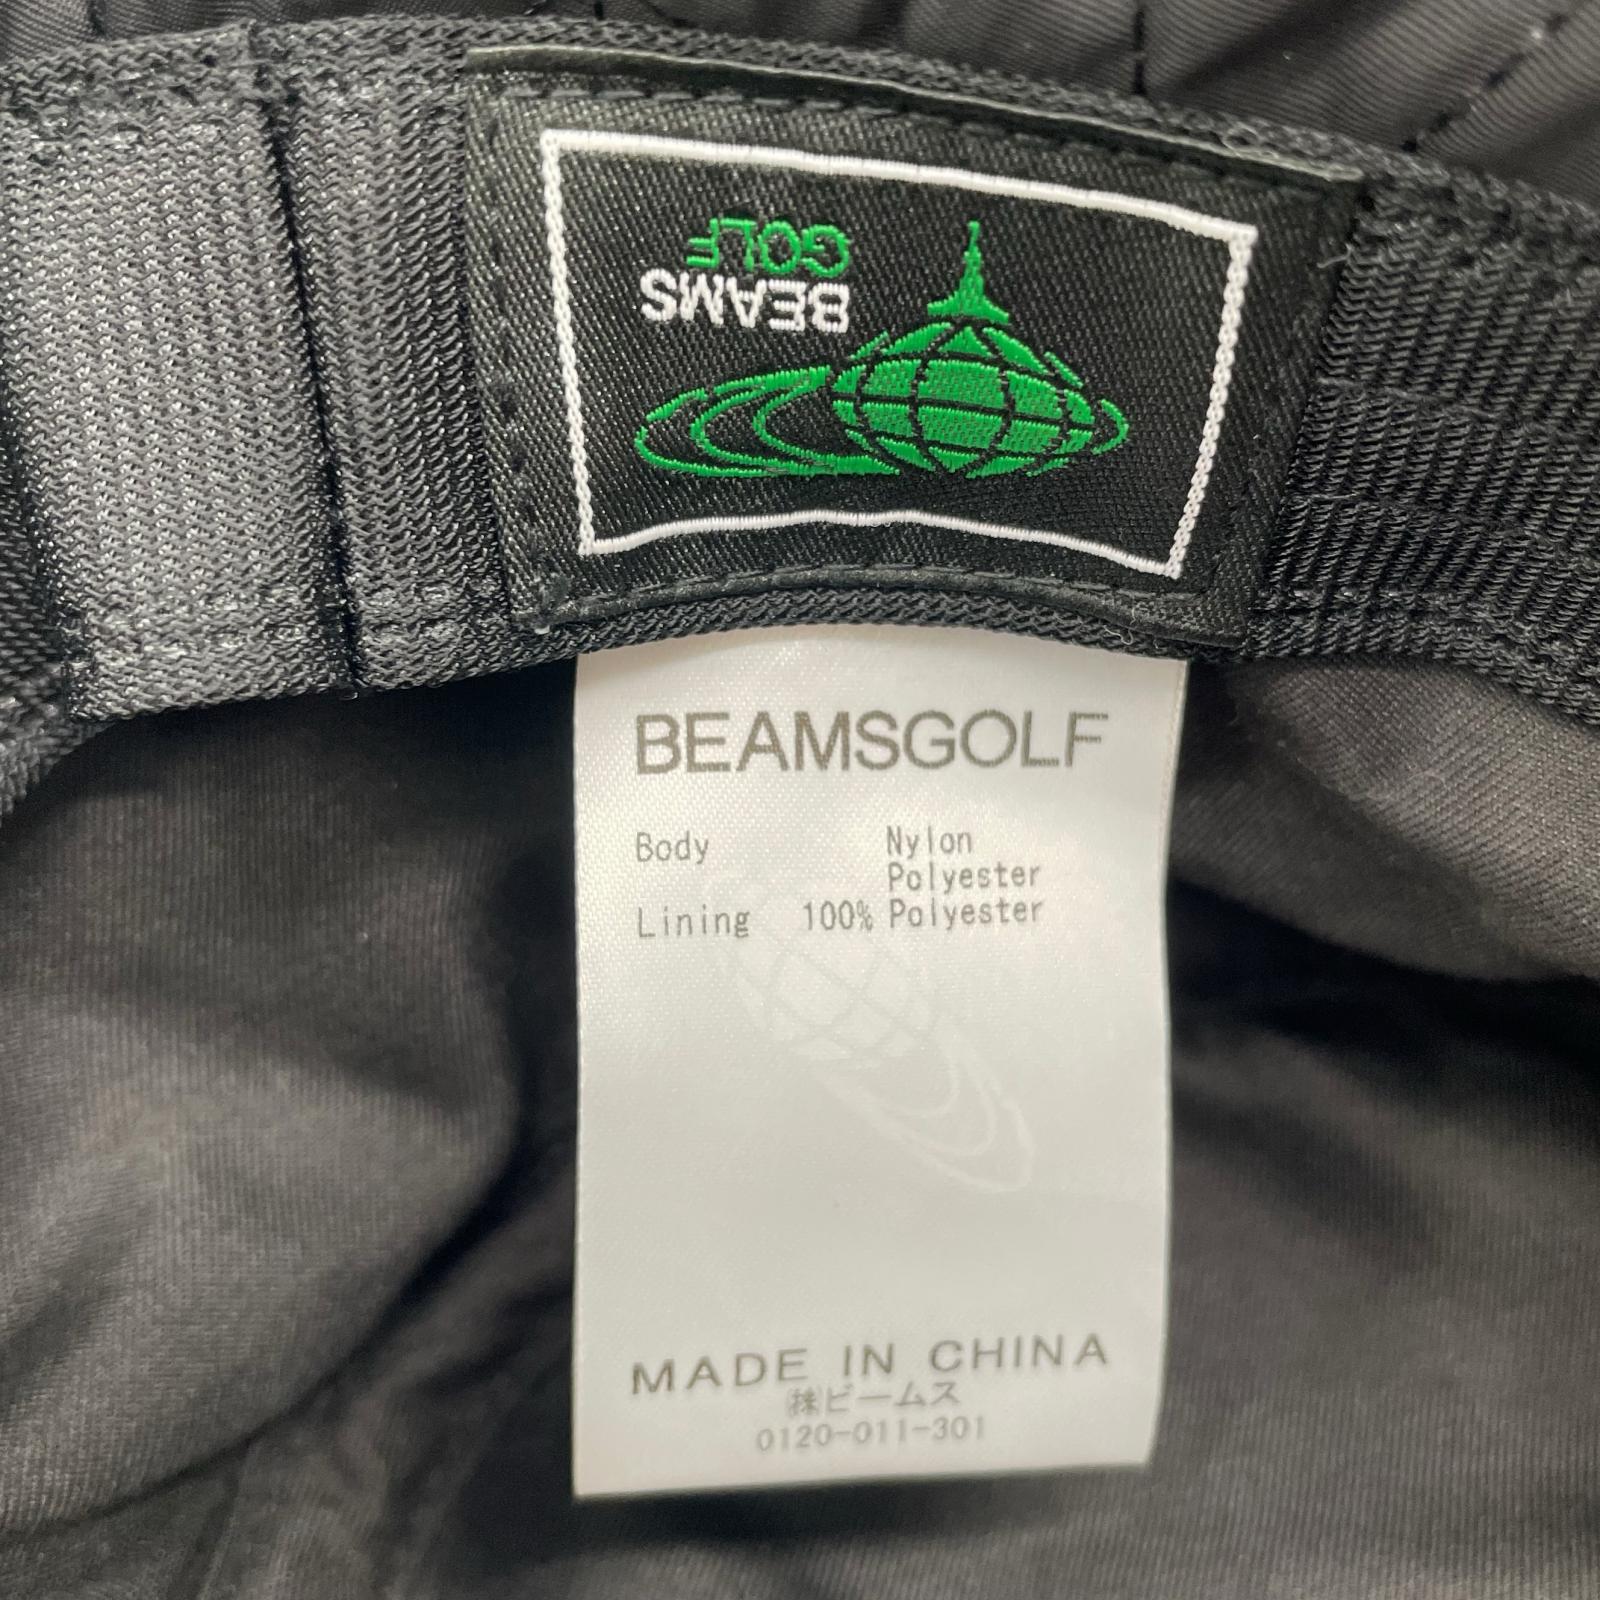 BEAMS
GOLF
BEAMSGOLF
Body Nylon
Polyester
Lining 100% Polyester
MADE IN CHINA
㈱ビームス
0120-011-301